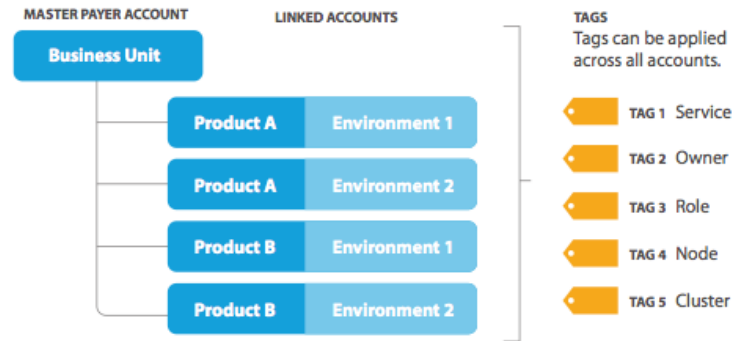 MASTER PAYER ACCOUNT
LINKED ACCOUNTS
TAGS
Tags can be applied
across all accounts.
Business Unit
Product A Environment 1
Product A Environment 2
Product B Environment 1
Product B Environment 2
TAG 1 Service
TAG 2 Owner
TAG 3 Role
TAG 4 Node
TAG 5 Cluster